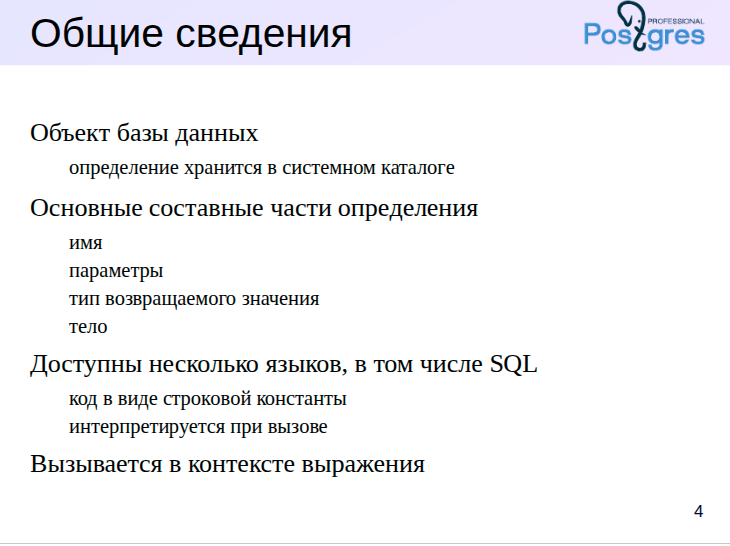 Общие сведения
PROFESSIONAL
Postgres
Объект базы данных
определение хранится в системном каталоге
Основные составные части определения
имя
параметры
тип возвращаемого значения
тело
Доступны несколько языков, в том числе SQL
код в виде строковой константы
интерпретируется при вызове
Вызывается в контексте выражения
4